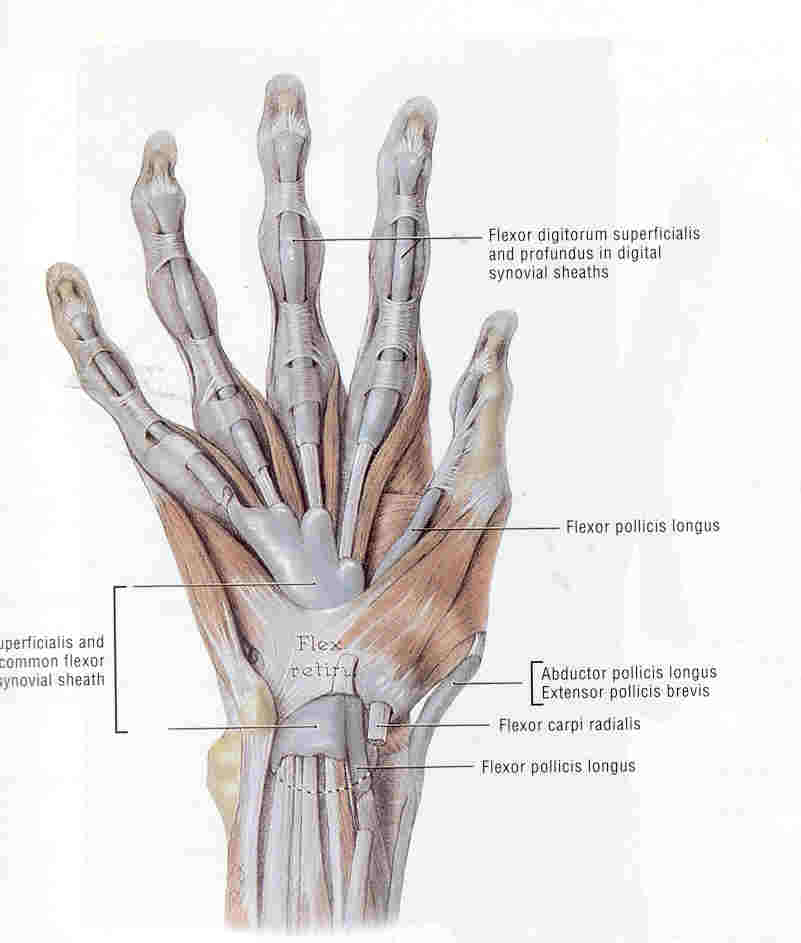 Flexor digitorum superficialis
and profundus in digital
synovial sheaths
Flexor pollicis longus
uperficialis and
common flexor
synovial sheath
Flex
retin
Abductor pollicis longus
Extensor pollicis brevis
Flexor carpi radialis
Flexor pollicis longus